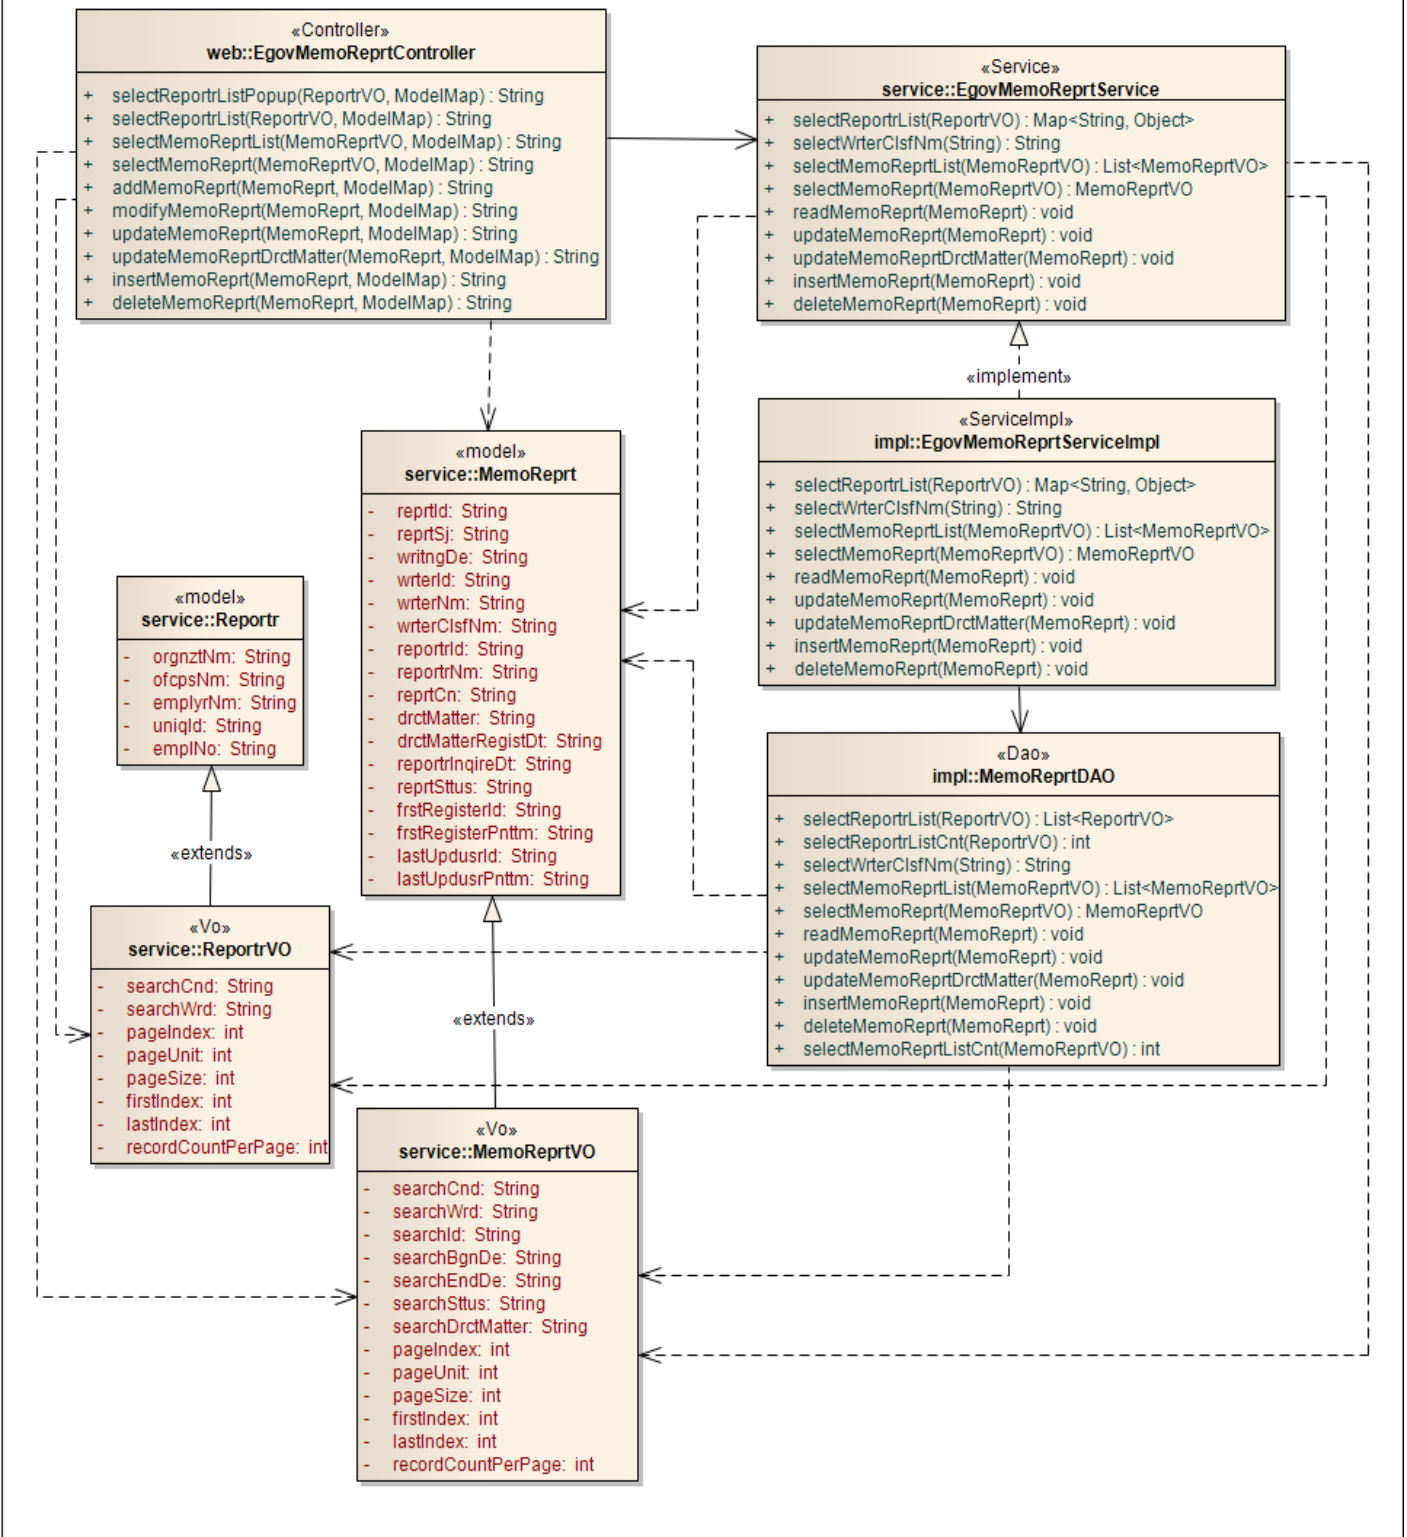 «Controller»
web::EgovMemoReprtController
+ selectReportrListPopup(ReportrVO, ModelMap) : String
+ selectReportrList(ReportrVO, ModelMap) : String
+ selectMemoReprtList(MemoReprtVO, ModelMap) : String
+ selectMemoReprt(MemoReprtVO, ModelMap) : String
+ addMemoReprt(MemoReprt, ModelMap) : String
+ modifyMemoReprt(MemoReprt, ModelMap) : String
+ updateMemoReprt(MemoReprt, ModelMap) : String
+ updateMemoReprtDrctMatter(MemoReprt, ModelMap) : String
+ insertMemoReprt(MemoReprt, ModelMap) : String
+ deleteMemoReprt(MemoReprt, ModelMap) : String
«Service»
service::EgovMemoReprtService
+ selectReportrList(ReportrVO) : Map<String, Object>
+ selectWrterClsfNm(String) : String
+ selectMemoReprtList(MemoReprtVO) : List<MemoReprtVO>
+ selectMemoReprt(MemoReprtVO) : MemoReprtVO
+ readMemoReprt(MemoReprt) : void
+ updateMemoReprt(MemoReprt) : void
+ updateMemoReprtDrctMatter(MemoReprt) : void
+ insertMemoReprt(MemoReprt) : void
+ deleteMemoReprt(MemoReprt) : void
«implement»
«ServiceImpl»
impl::EgovMemoReprtServiceImpl
+ selectReportrList(ReportrVO) : Map<String, Object>
+ selectWrterClsfNm(String) : String
+ selectMemoReprtList(MemoReprtVO) : List<MemoReprtVO>
+ selectMemoReprt(MemoReprtVO) : MemoReprtVO
+ readMemoReprt(MemoReprt) : void
+ updateMemoReprt(MemoReprt) : void
+ updateMemoReprtDrctMatter(MemoReprt) : void
+ insertMemoReprt(MemoReprt) : void
+ deleteMemoReprt(MemoReprt) : void
«model»
service::MemoReprt
- reprtId: String
- reprtSj: String
- writngDe: String
- wrterId: String
- wrterNm: String
- wrterClsfNm: String
- reportrId: String
- reportrNm: String
- reprtCn: String
- drctMatter: String
- drctMatterRegistDt: String
- reportrInqireDt: String
- reprtSttus: String
- frstRegisterId: String
- frstRegisterPnttm: String
- lastUpdusrId: String
- lastUpdusrPnttm: String
«model»
service::Reportr
- orgnztNm: String
- ofcpsNm: String
- emplyrNm: String
- uniqId: String
- emplNo: String
«extends»
«Dao»
impl::MemoReprtDAO
+ selectReportrList(ReportrVO) : List<ReportrVO>
+ selectReportrListCnt(ReportrVO) : int
+ selectWrterClsfNm(String) : String
+ selectMemoReprtList(MemoReprtVO) : List<MemoReprtVO>
+ selectMemoReprt(MemoReprtVO) : MemoReprtVO
+ readMemoReprt(MemoReprt) : void
+ updateMemoReprt(MemoReprt) : void
+ updateMemoReprtDrctMatter(MemoReprt) : void
+ insertMemoReprt(MemoReprt) : void
+ deleteMemoReprt(MemoReprt) : void
+ selectMemoReprtListCnt(MemoReprtVO) : int
«Vo»
service::ReportrVO
- searchCnd: String
- searchWrd: String
- pageIndex: int
- pageUnit: int
- pageSize: int
- firstIndex: int
- lastIndex: int
- recordCountPerPage: int
«extends»
«Vo»
service::MemoReprtVO
- searchCnd: String
- searchWrd: String
- searchId: String
- searchBgnDe: String
- searchEndDe: String
- searchSttus: String
- searchDrctMatter: String
- pageIndex: int
- pageUnit: int
- pageSize: int
- firstIndex: int
- lastIndex: int
- recordCountPerPage: int